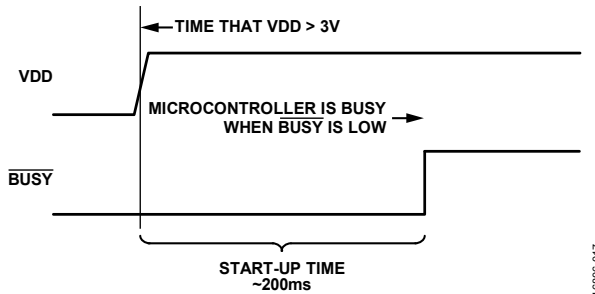 TIME THAT VDD > 3V
VDD
MICROCONTROLLER IS BUSY
WHEN BUSY IS LOW
BUSY
START-UP TIME
~200ms